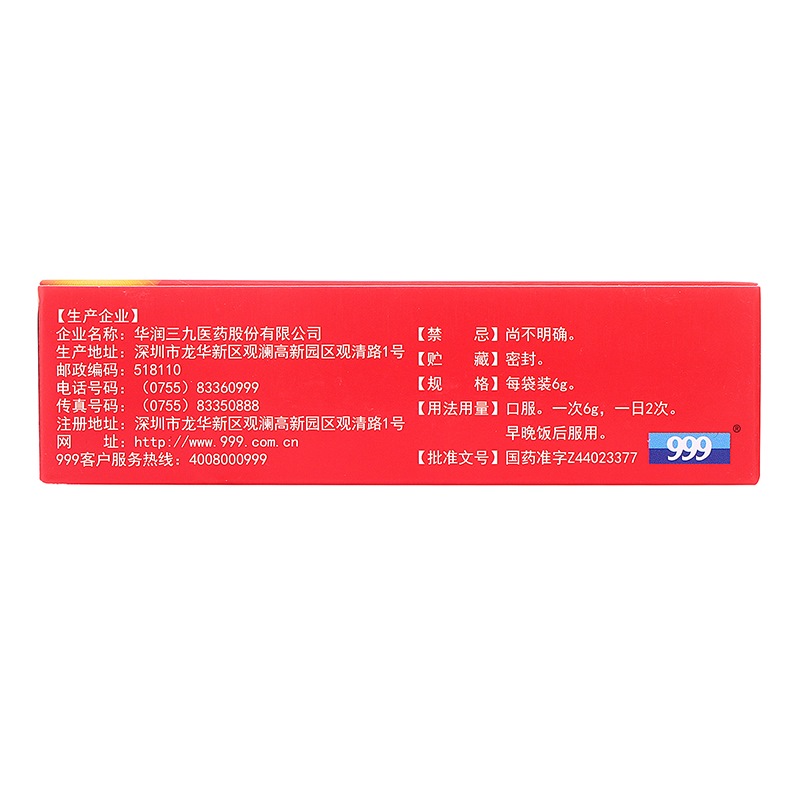 【生产企业】
企业名称：华润三九医药股份有限公司
生产地址：深圳市龙华新区观澜高新园区观清路1号
邮政编码：518110
电话号码：（0755）83360999
传真号码：（0755）83350888
注册地址：深圳市龙华新区观澜高新园区观清路1号
网　　址：http://www.999.com.cn
999客户服务热线：4008000999
【禁　　忌】尚不明确。
【贮　　藏】密封。
【规　　格】每袋装6g。
【用法用量】口服。一次6g，一日2次。
早晚饭后服用。
【批准文号】国药准字Z44023377
999®